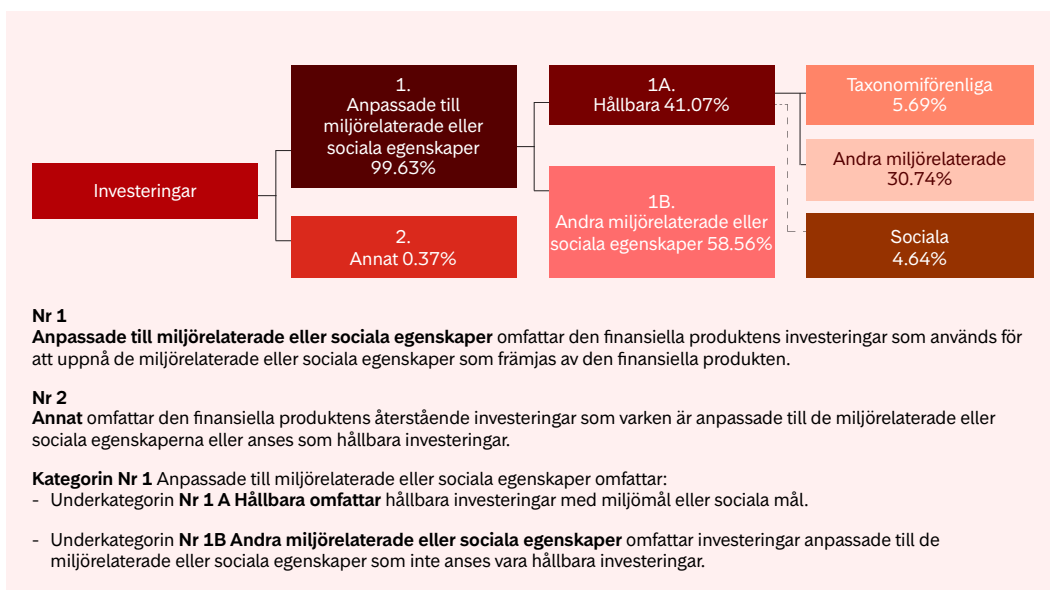 Investeringar
1.
Anpassade till
miljörelaterade eller
sociala egenskaper
99.63%
2.
Annat 0.37%
1A.
Hållbara 41.07%
1B.
Andra miljörelaterade eller
sociala egenskaper 58.56%
Taxonomiförenliga
5.69%
Andra miljörelaterade
30.74%
Sociala
4.64%
Nr 1
Anpassade till miljörelaterade eller sociala egenskaper omfattar den finansiella produktens investeringar som används för
att uppnå de miljörelaterade eller sociala egenskaper som främjas av den finansiella produkten.
Nr 2
Annat omfattar den finansiella produktens återstående investeringar som varken är anpassade till de miljörelaterade eller
sociala egenskaperna eller anses som hållbara investeringar.
Kategorin Nr 1 Anpassade till miljörelaterade eller sociala egenskaper omfattar:
- Underkategorin Nr 1 A Hållbara omfattar hållbara investeringar med miljömål eller sociala mål.
- Underkategorin Nr 1B Andra miljörelaterade eller sociala egenskaper omfattar investeringar anpassade till de
miljörelaterade eller sociala egenskaper som inte anses vara hållbara investeringar.